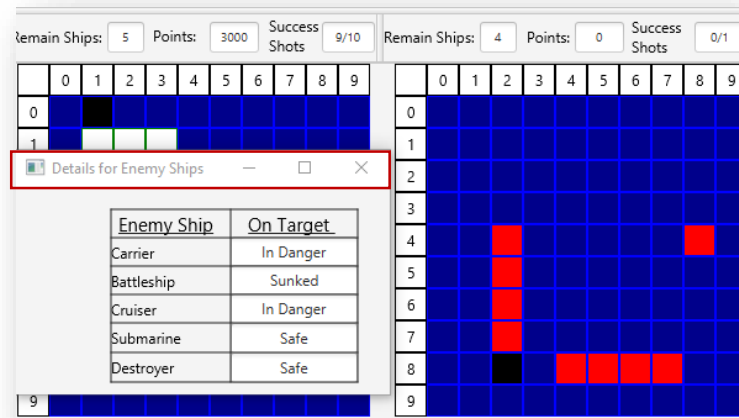 Remain Ships: 5 Points: 3000 Success Shots 9/10
Remain Ships: 4 Points: 0 Success Shots 0/1
0 1 2 3 4 5 6 7 8 9
0 1 2 3 4 5 6 7 8 9
0
1
Details for Enemy Ships
Enemy Ship On Target
Carrier In Danger
Battleship Sunked
Cruiser In Danger
Submarine Safe
Destroyer Safe
9
0
1
2
3
4
5
6
7
8
9